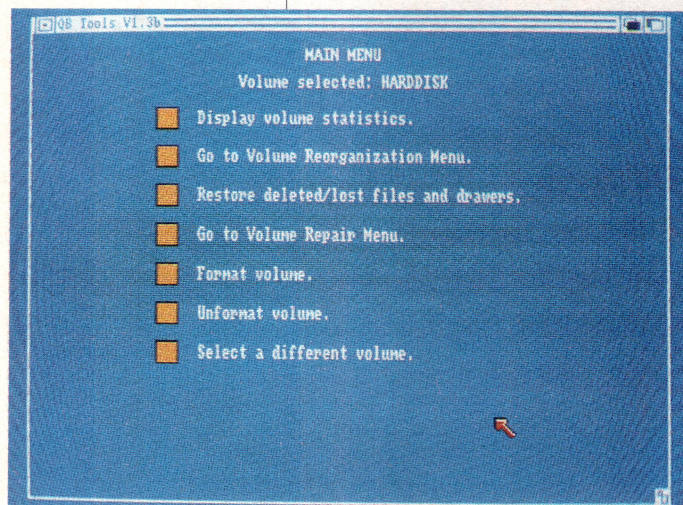 QB Tools V1.3b
MAIN MENU
Volume selected: HARDDISK
Display volume statistics.
Go to Volume Reorganization Menu.
Restore deleted/lost files and drawers.
Go to Volume Repair Menu.
Format volume.
Unformat volume.
Select a different volume.